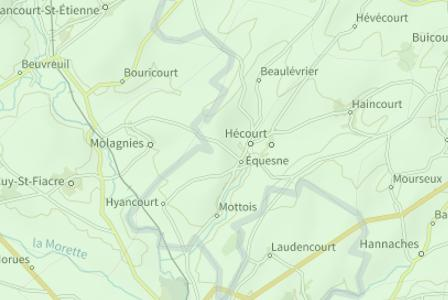 ancourt-St-Étienne
Hévécourt
Buicou
Beuvreuil
Bouricourt
Beaulévrier
Haincourt
Hécourt
Molagnies
Équesne
uy-St-Fiacre
Mourseux
Hyancourt
Mottois
Ba
la Morette
Laudencourt
Hannaches
orues